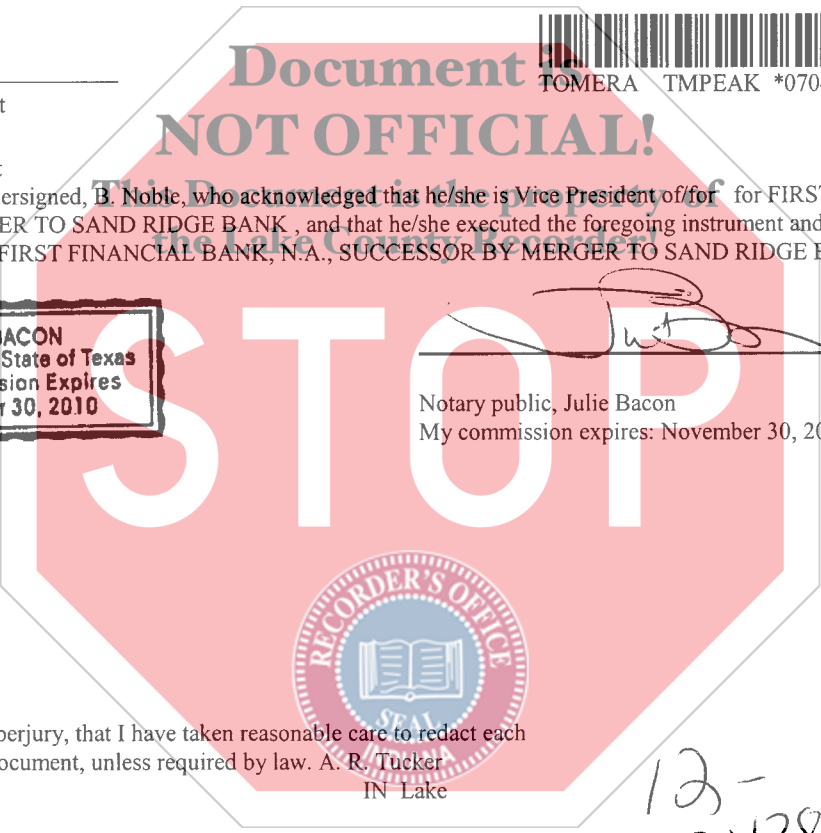 Document is
TOMERA TMPEAK *070
t
NOT OFFICIAL!
t
ersigned, B. Noble, who acknowledged that he/she is Vice President of/for for FIRST
This Document is the property of
ER TO SAND RIDGE BANK , and that he/she executed the foregoing instrument and
the Lake County Recorder!
FIRST FINANCIAL BANK, N.A., SUCCESSOR BY MERGER TO SAND RIDGE B
STOP
BACON
State of Texas
sion Expires
r 30, 2010
Notary public, Julie Bacon
My commission expires: November 30, 20
RECORDER'S OFFICE
SEAL
INDIANA
perjury, that I have taken reasonable care to redact each
ocument, unless required by law. A. R. Tucker
IN Lake